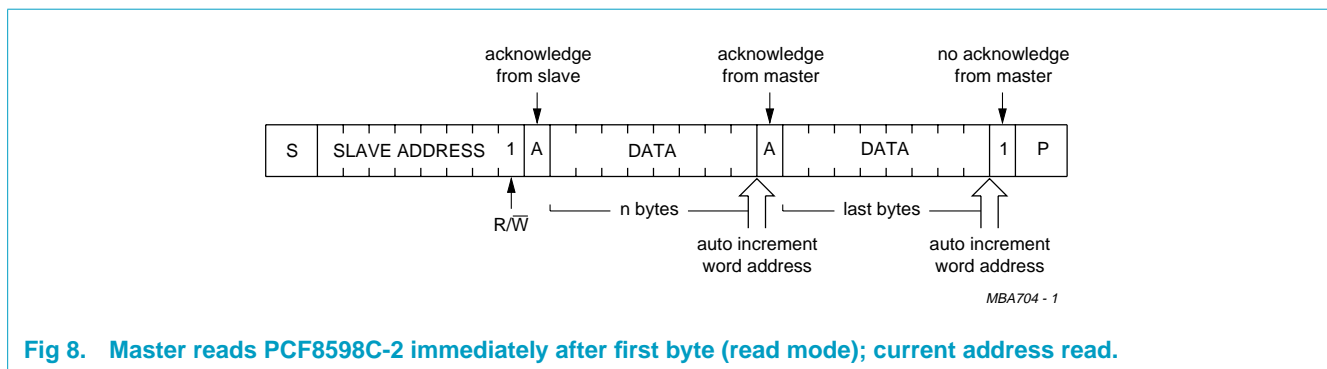 acknowledge
from slave
acknowledge
from master
no acknowledge
from master
S SLAVE ADDRESS 1 A DATA A DATA 1 P
R/W̅
n bytes
last bytes
auto increment
word address
auto increment
word address
MBA704 - 1
Fig 8. Master reads PCF8598C-2 immediately after first byte (read mode); current address read.